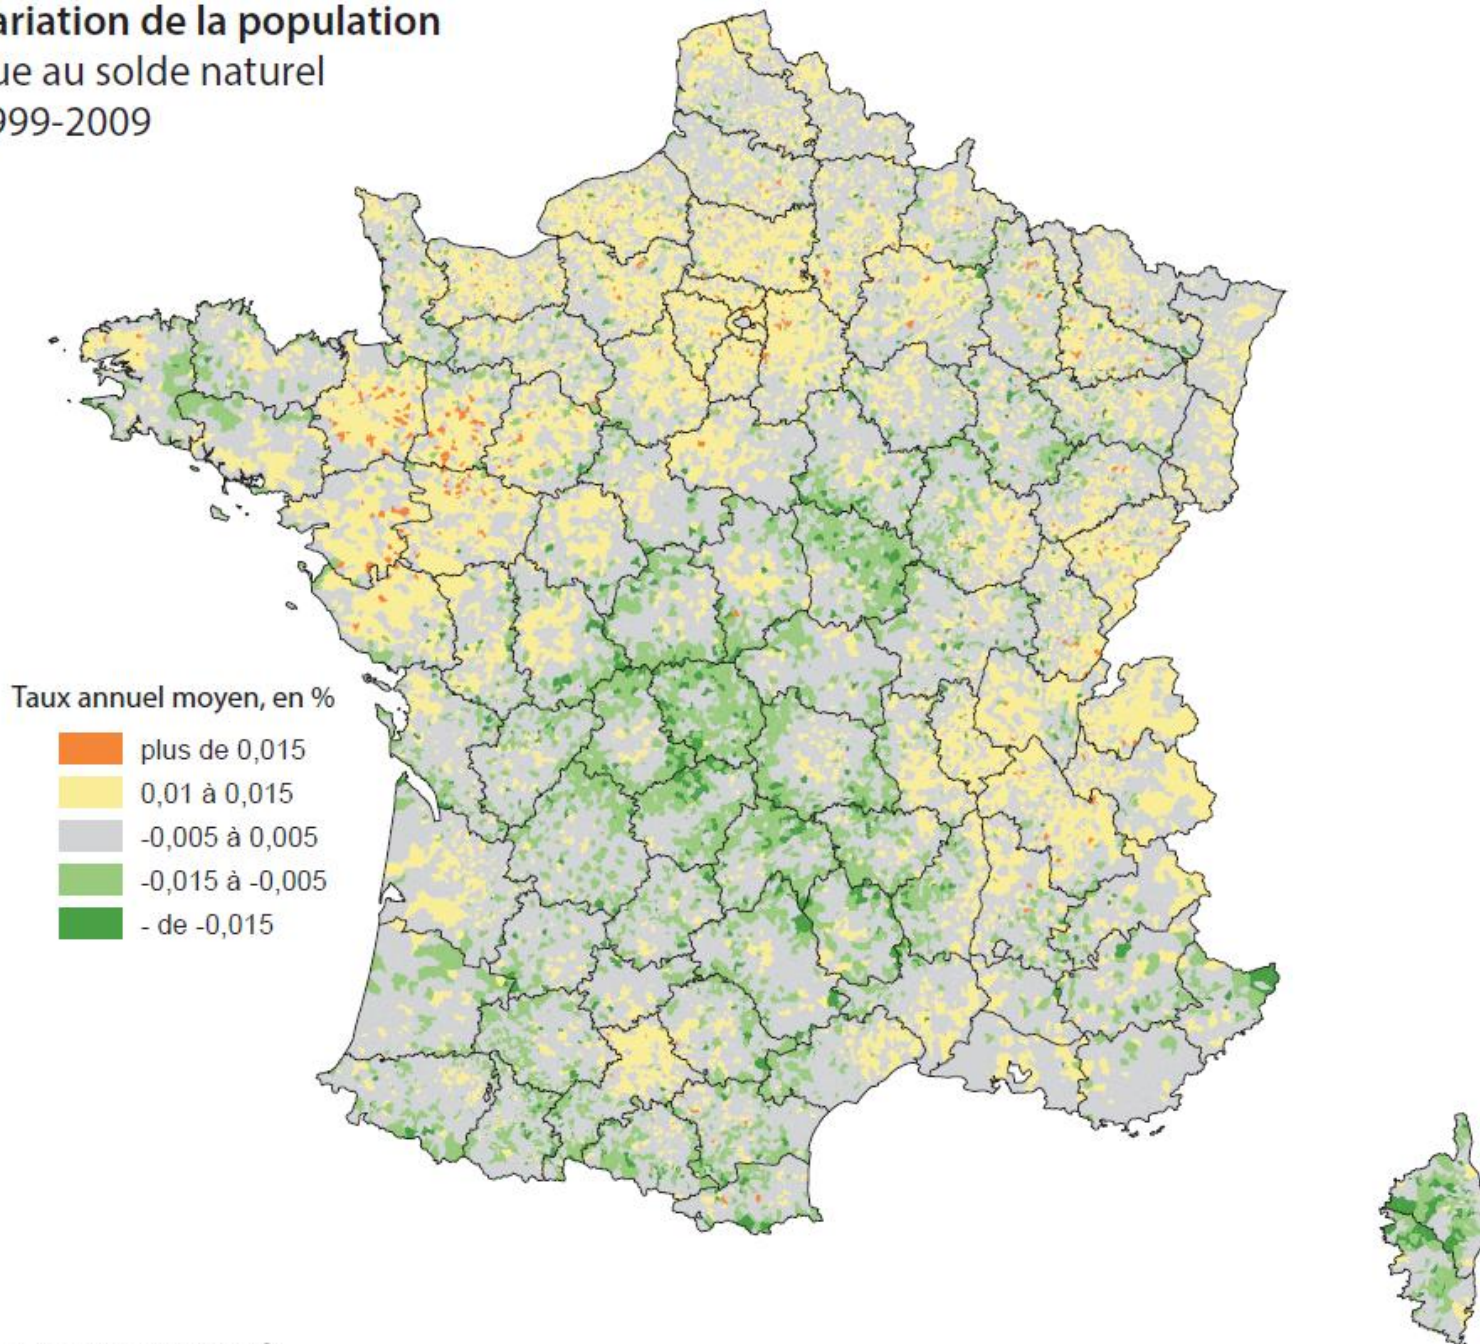 ariation de la population
ue au solde naturel
999-2009
Taux annuel moyen, en %
plus de 0,015
0,01 à 0,015
-0,005 à 0,005
-0,015 à -0,005
- de -0,015